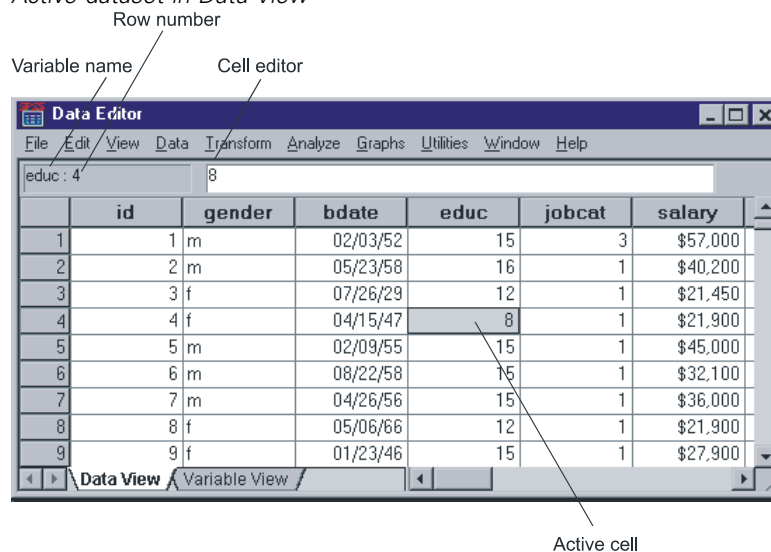 Active dataset in Data View
Row number
Variable name Cell editor
SPSS Data Editor
File Edit View Data Transform Analyze Graphs Utilities Window Help
educ : 4 8
id gender bdate educ jobcat salary
1 1 m 02/03/52 15 3 $57,000
2 2 m 05/23/58 16 1 $40,200
3 3 f 07/26/29 12 1 $21,450
4 4 f 04/15/47 8 1 $21,900
5 5 m 02/09/55 15 1 $45,000
6 6 m 08/22/58 15 1 $32,100
7 7 m 04/26/56 15 1 $36,000
8 8 f 05/06/66 12 1 $21,900
9 9 f 01/23/46 15 1 $27,900
Data View Variable View
Active cell